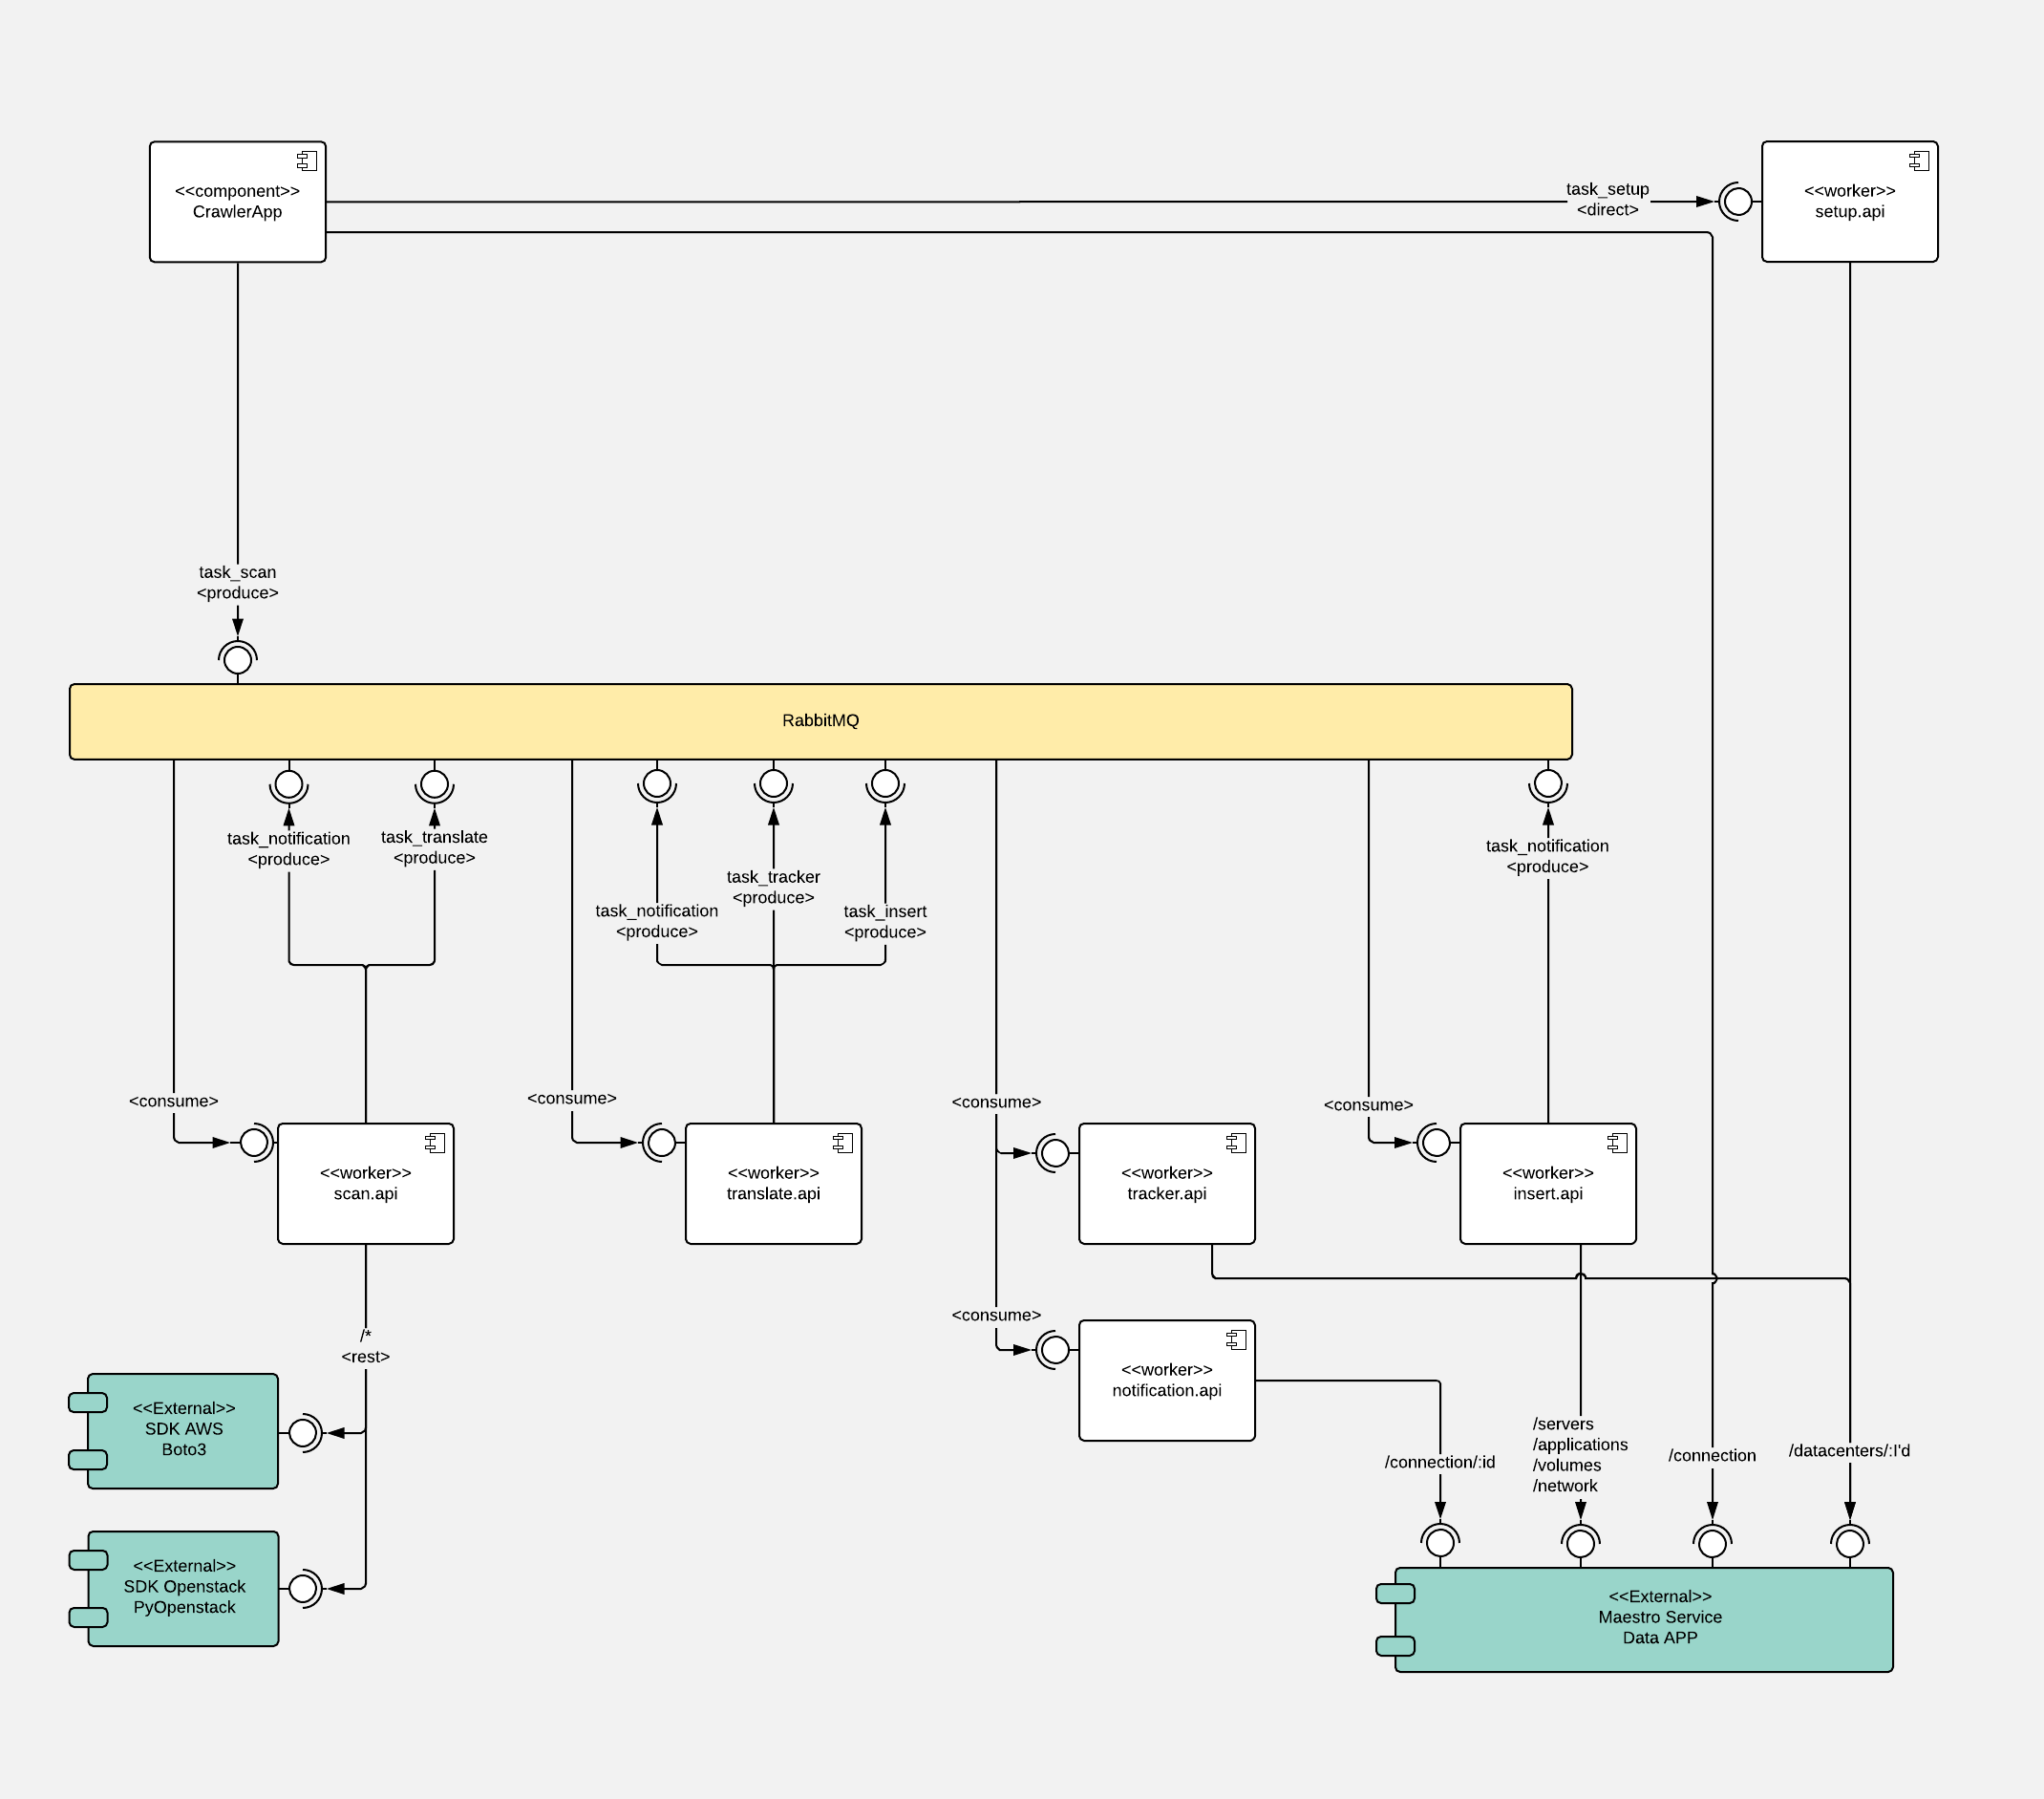 <<component>>
CrawlerApp
task_setup
<direct>
<<worker>>
setup.api
task_scan
<produce>
RabbitMQ
task_notification
<produce>
task_translate
<produce>
task_notification
<produce>
task_tracker
<produce>
task_insert
<produce>
task_notification
<produce>
<consume>
<consume>
<consume>
<consume>
<<worker>>
scan.api
<<worker>>
translate.api
<<worker>>
tracker.api
<<worker>>
insert.api
<consume>
/*
<rest>
<<worker>>
notification.api
<<External>>
SDK AWS
Boto3
/connection/:id
/servers
/applications
/volumes
/network
/connection
/datacenters/:I'd
<<External>>
SDK Openstack
PyOpenstack
<<External>>
Maestro Service
Data APP